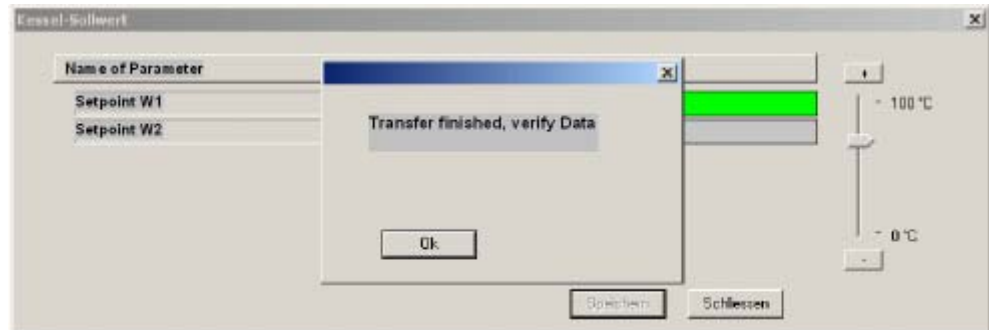 Kessel-Sollwert
Name of Parameter
Setpoint W1
Setpoint W2
Transfer finished, verify Data
Ok
+
100 °C
0 °C
-
Speichern
Schliessen